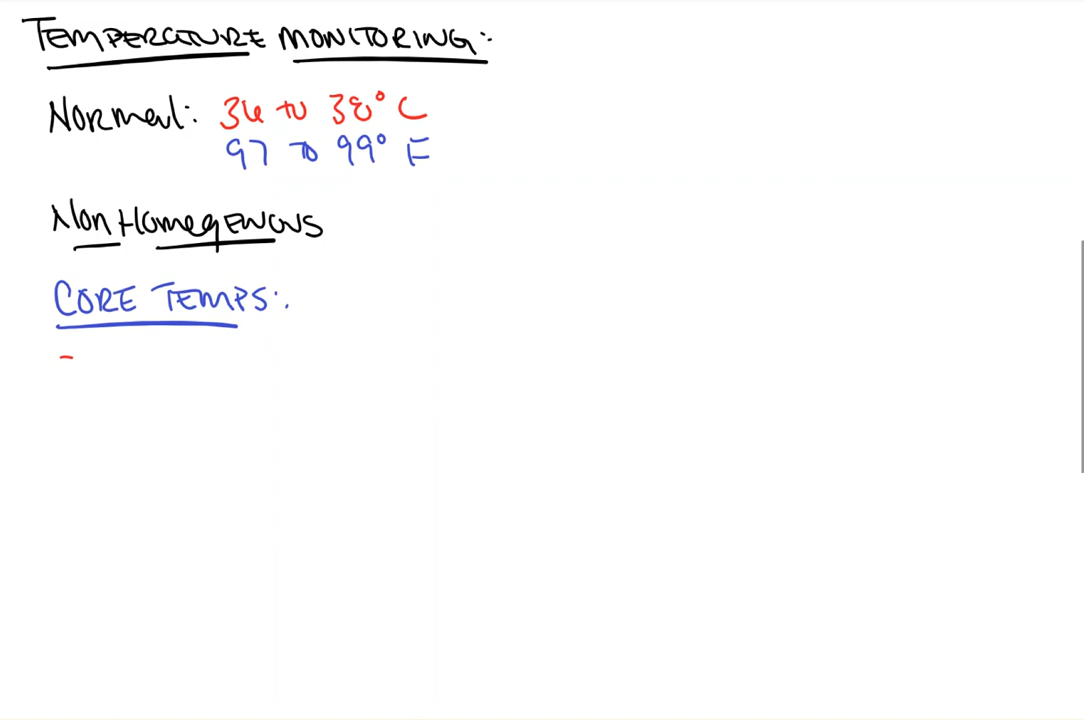 TEMPERATURE MONITORING:
Normal: 36 to 38° C
97 to 99° F
Non Homogenous
CORE TEMPS:
-